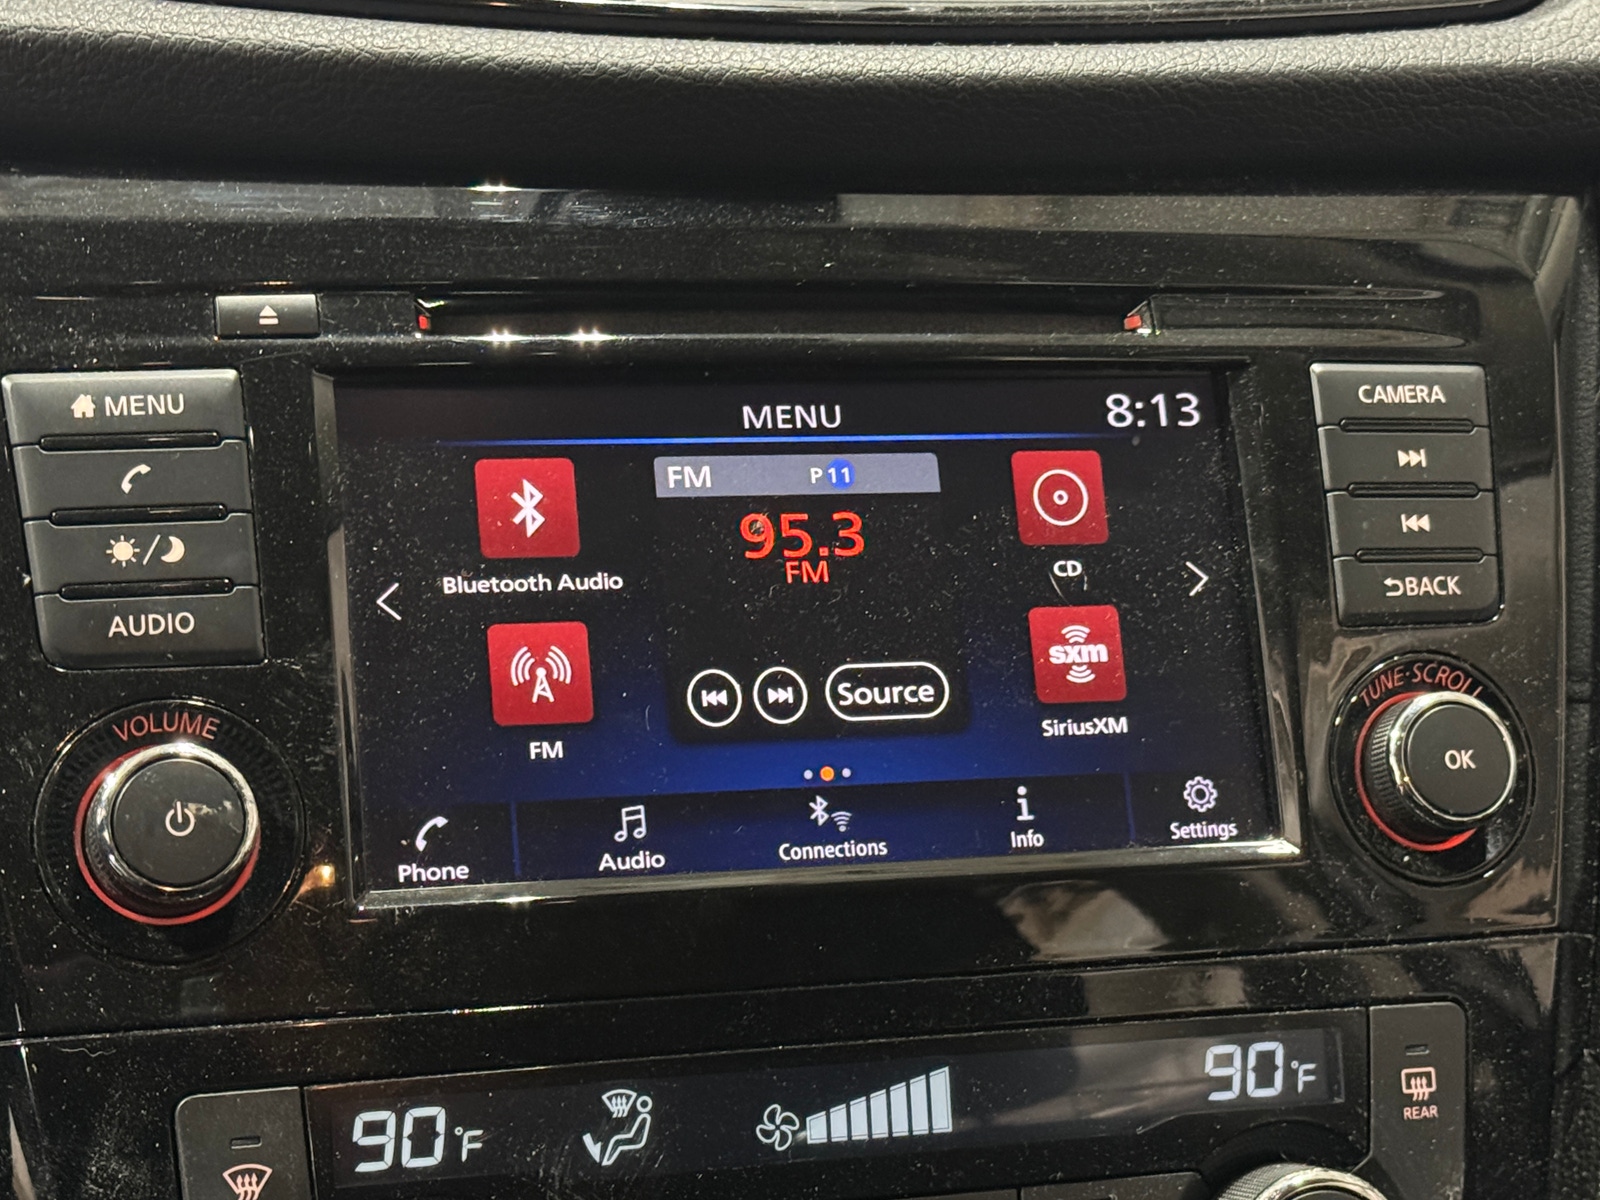 MENU
AUDIO
VOLUME
MENU
8:13
Bluetooth Audio
FM
FM P 11
95.3
FM
Source
CD
sxm
SiriusXM
Phone
Audio
Connections
i
Info
Settings
CAMERA
BACK
TUNE·SCROLL
OK
90°F
90°F
REAR